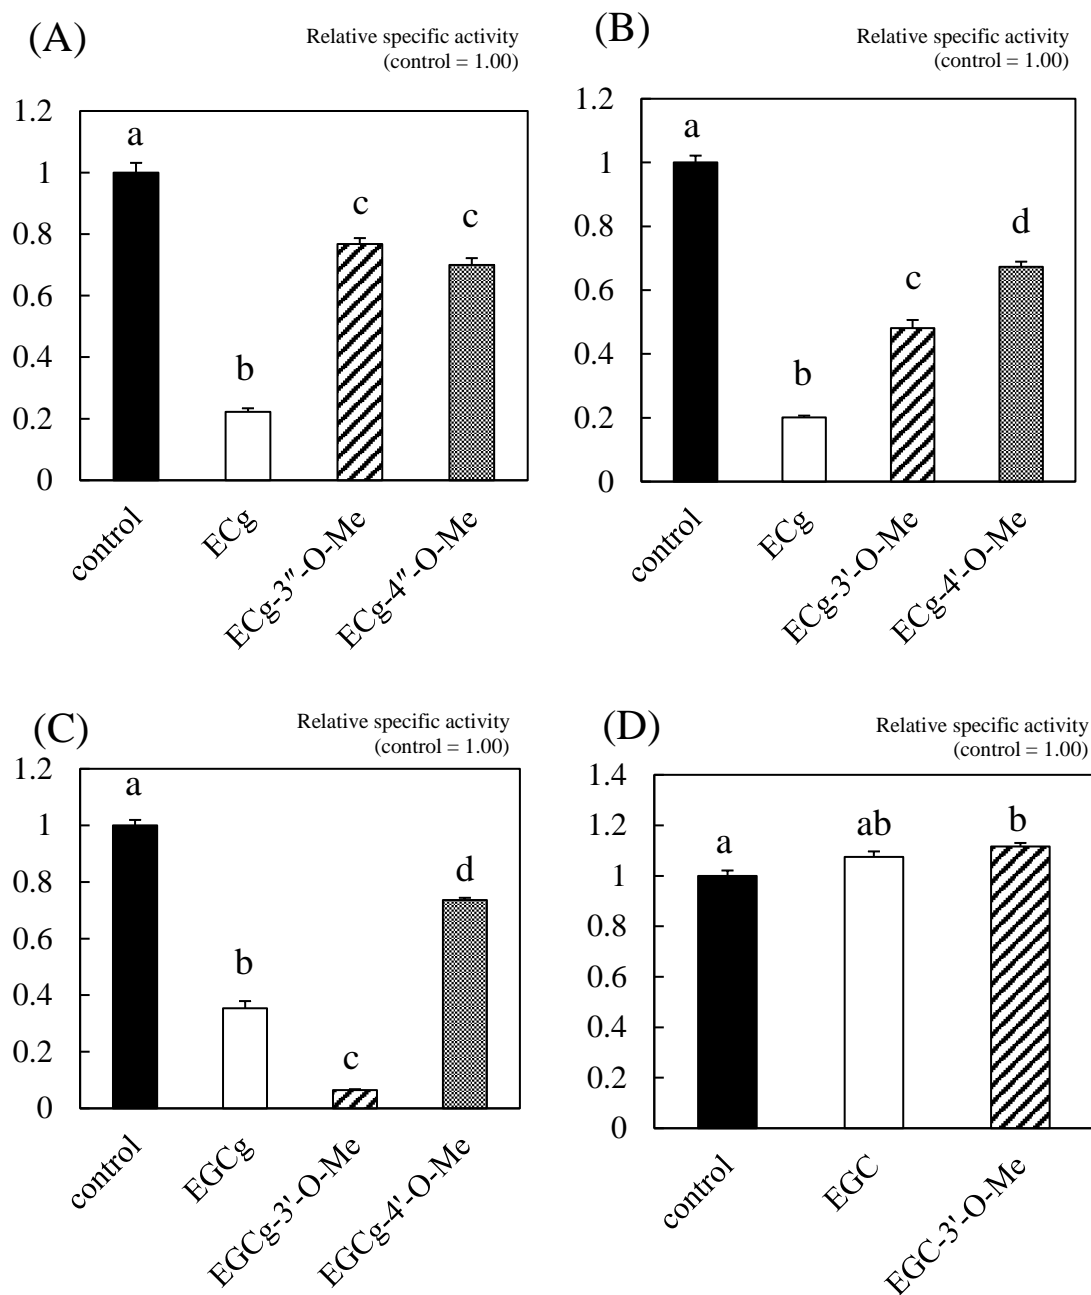 (A)
Relative specific activity
(control = 1.00)
1.2
1
0.8
0.6
0.4
0.2
0
a
b
c
c
control
ECg
ECg-3″-O-Me
ECg-4″-O-Me
(B)
Relative specific activity
(control = 1.00)
1.2
1
0.8
0.6
0.4
0.2
0
a
b
c
d
control
ECg
ECg-3'-O-Me
ECg-4'-O-Me
(C)
Relative specific activity
(control = 1.00)
1.2
1
0.8
0.6
0.4
0.2
0
a
b
c
d
control
EGCg
EGCg-3'-O-Me
EGCg-4'-O-Me
(D)
Relative specific activity
(control = 1.00)
1.4
1.2
1
0.8
0.6
0.4
0.2
0
a
ab
b
control
EGC
EGC-3'-O-Me